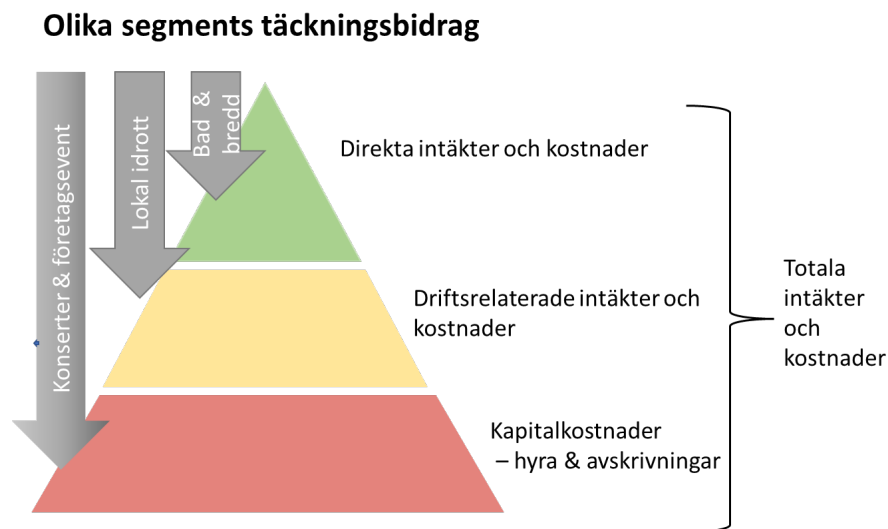 Olika segments täckningsbidrag
Konserter & företagsevent
Lokal idrott
Bad & 
bredd
Direkta intäkter och kostnader
Driftsrelaterade intäkter och
kostnader
Kapitalkostnader
– hyra & avskrivningar
Totala
intäkter
och
kostnader